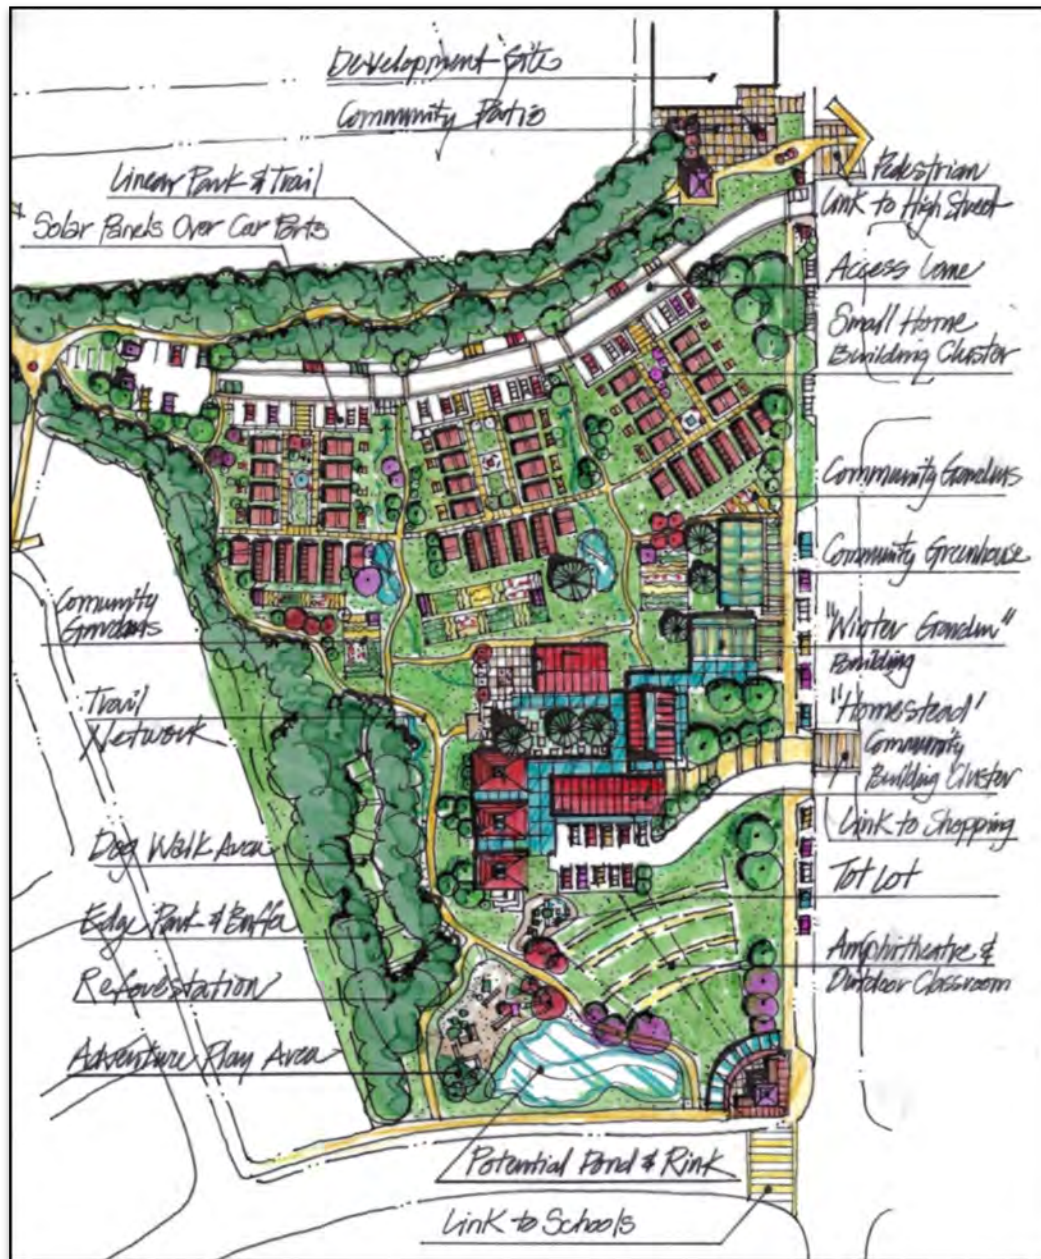 Development Site
Community Patio
Linear Park & Trail
Solar Panels Over Car Ports
Pedestrian
Link to High Street
Access Lane
Small Home
Building Cluster
Community Gardens
Community Greenhouse
"Winter Garden"
Building
"Homestead"
Community
Building Cluster
Link to Shopping
Tot Lot
Amphitheatre &
Outdoor Classroom
Comunity
Gardens
Trail
Network
Dog Walk Area
Edge Park & Buffer
Reforestation
Adventure Play Area
Potential Pond & Rink
Link to Schools